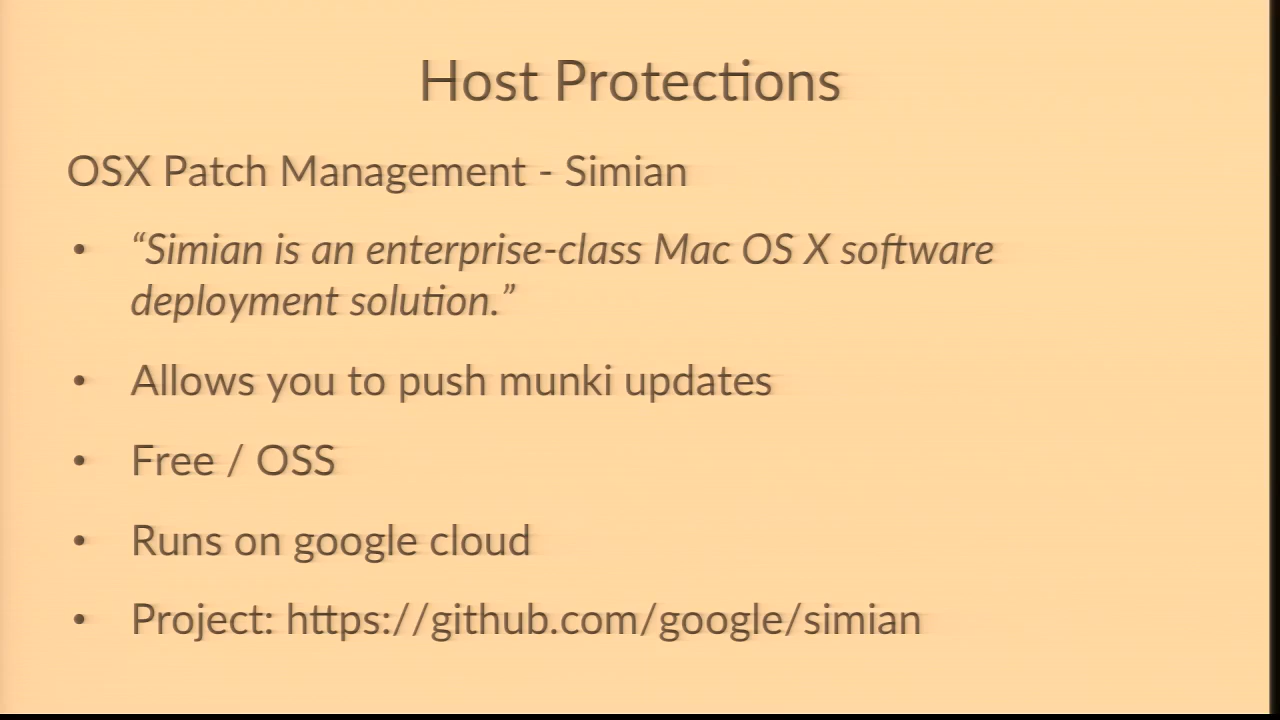 Host Protections
OSX Patch Management - Simian
• “Simian is an enterprise-class Mac OS X software
deployment solution.”
• Allows you to push munki updates
• Free / OSS
• Runs on google cloud
• Project: https://github.com/google/simian